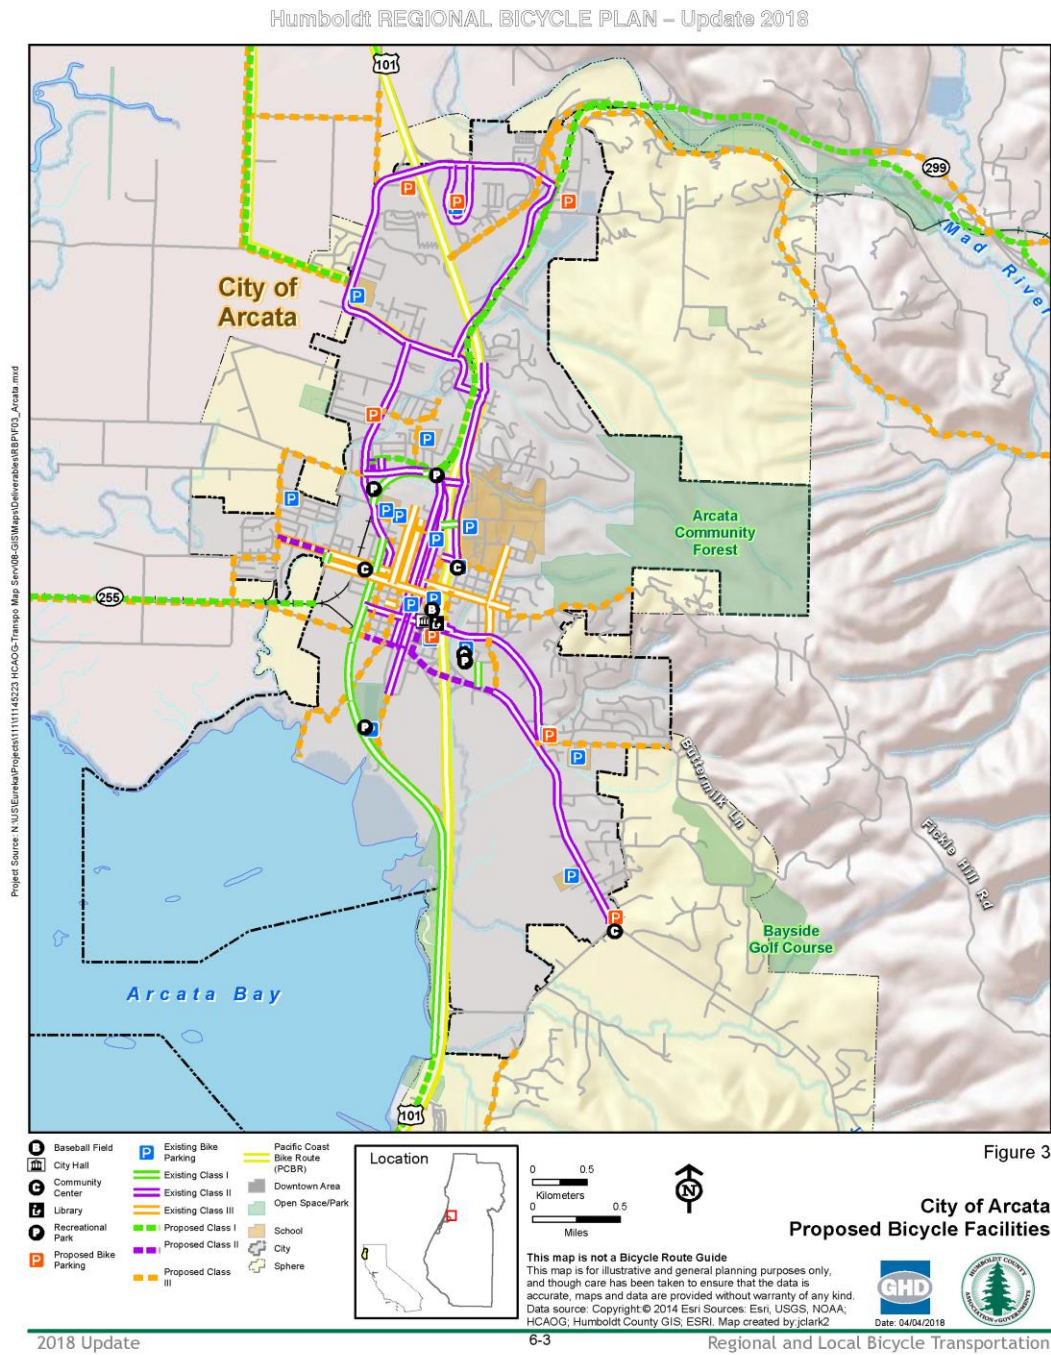 Humboldt REGIONAL BICYCLE PLAN – Update 2018
101
299
Mad River
City of
Arcata
P
P
P
P
P
P
P
P
P
P
P
P
P
Arcata
Community
Forest
P
P
C
C
255
P
P
B
L
P
P
P
P
P
P
P
Buttermilk Ln
Fickle Hill Rd
P
P
C
Bayside
Golf Course
Arcata Bay
101
Project Source: N:\US\Eureka\Projects\111\11145223 HCAOG-Transpo Map Serv\08-GIS\Maps\Deliverables\RBP\F03_Arcata.mxd
B Baseball Field
City Hall
C Community
Center
L Library
P Recreational
Park
P Proposed Bike
Parking
P Existing Bike
Parking
Existing Class I
Existing Class II
Existing Class III
Proposed Class I
Proposed Class II
Proposed Class
III
Pacific Coast
Bike Route
(PCBR)
Downtown Area
Open Space/Park
School
City
Sphere
Location
0 0.5
Kilometers
0 0.5
Miles
N
This map is not a Bicycle Route Guide
This map is for illustrative and general planning purposes only,
and though care has been taken to ensure that the data is
accurate, maps and data are provided without warranty of any kind.
Data source: Copyright:© 2014 Esri Sources: Esri, USGS, NOAA;
HCAOG; Humboldt County GIS; ESRI. Map created by:jclark2
Figure 3
City of Arcata
Proposed Bicycle Facilities
GHD
Date: 04/04/2018
HUMBOLDT COUNTY
ASSOCIATION of GOVERNMENTS
2018 Update
6-3
Regional and Local Bicycle Transportation